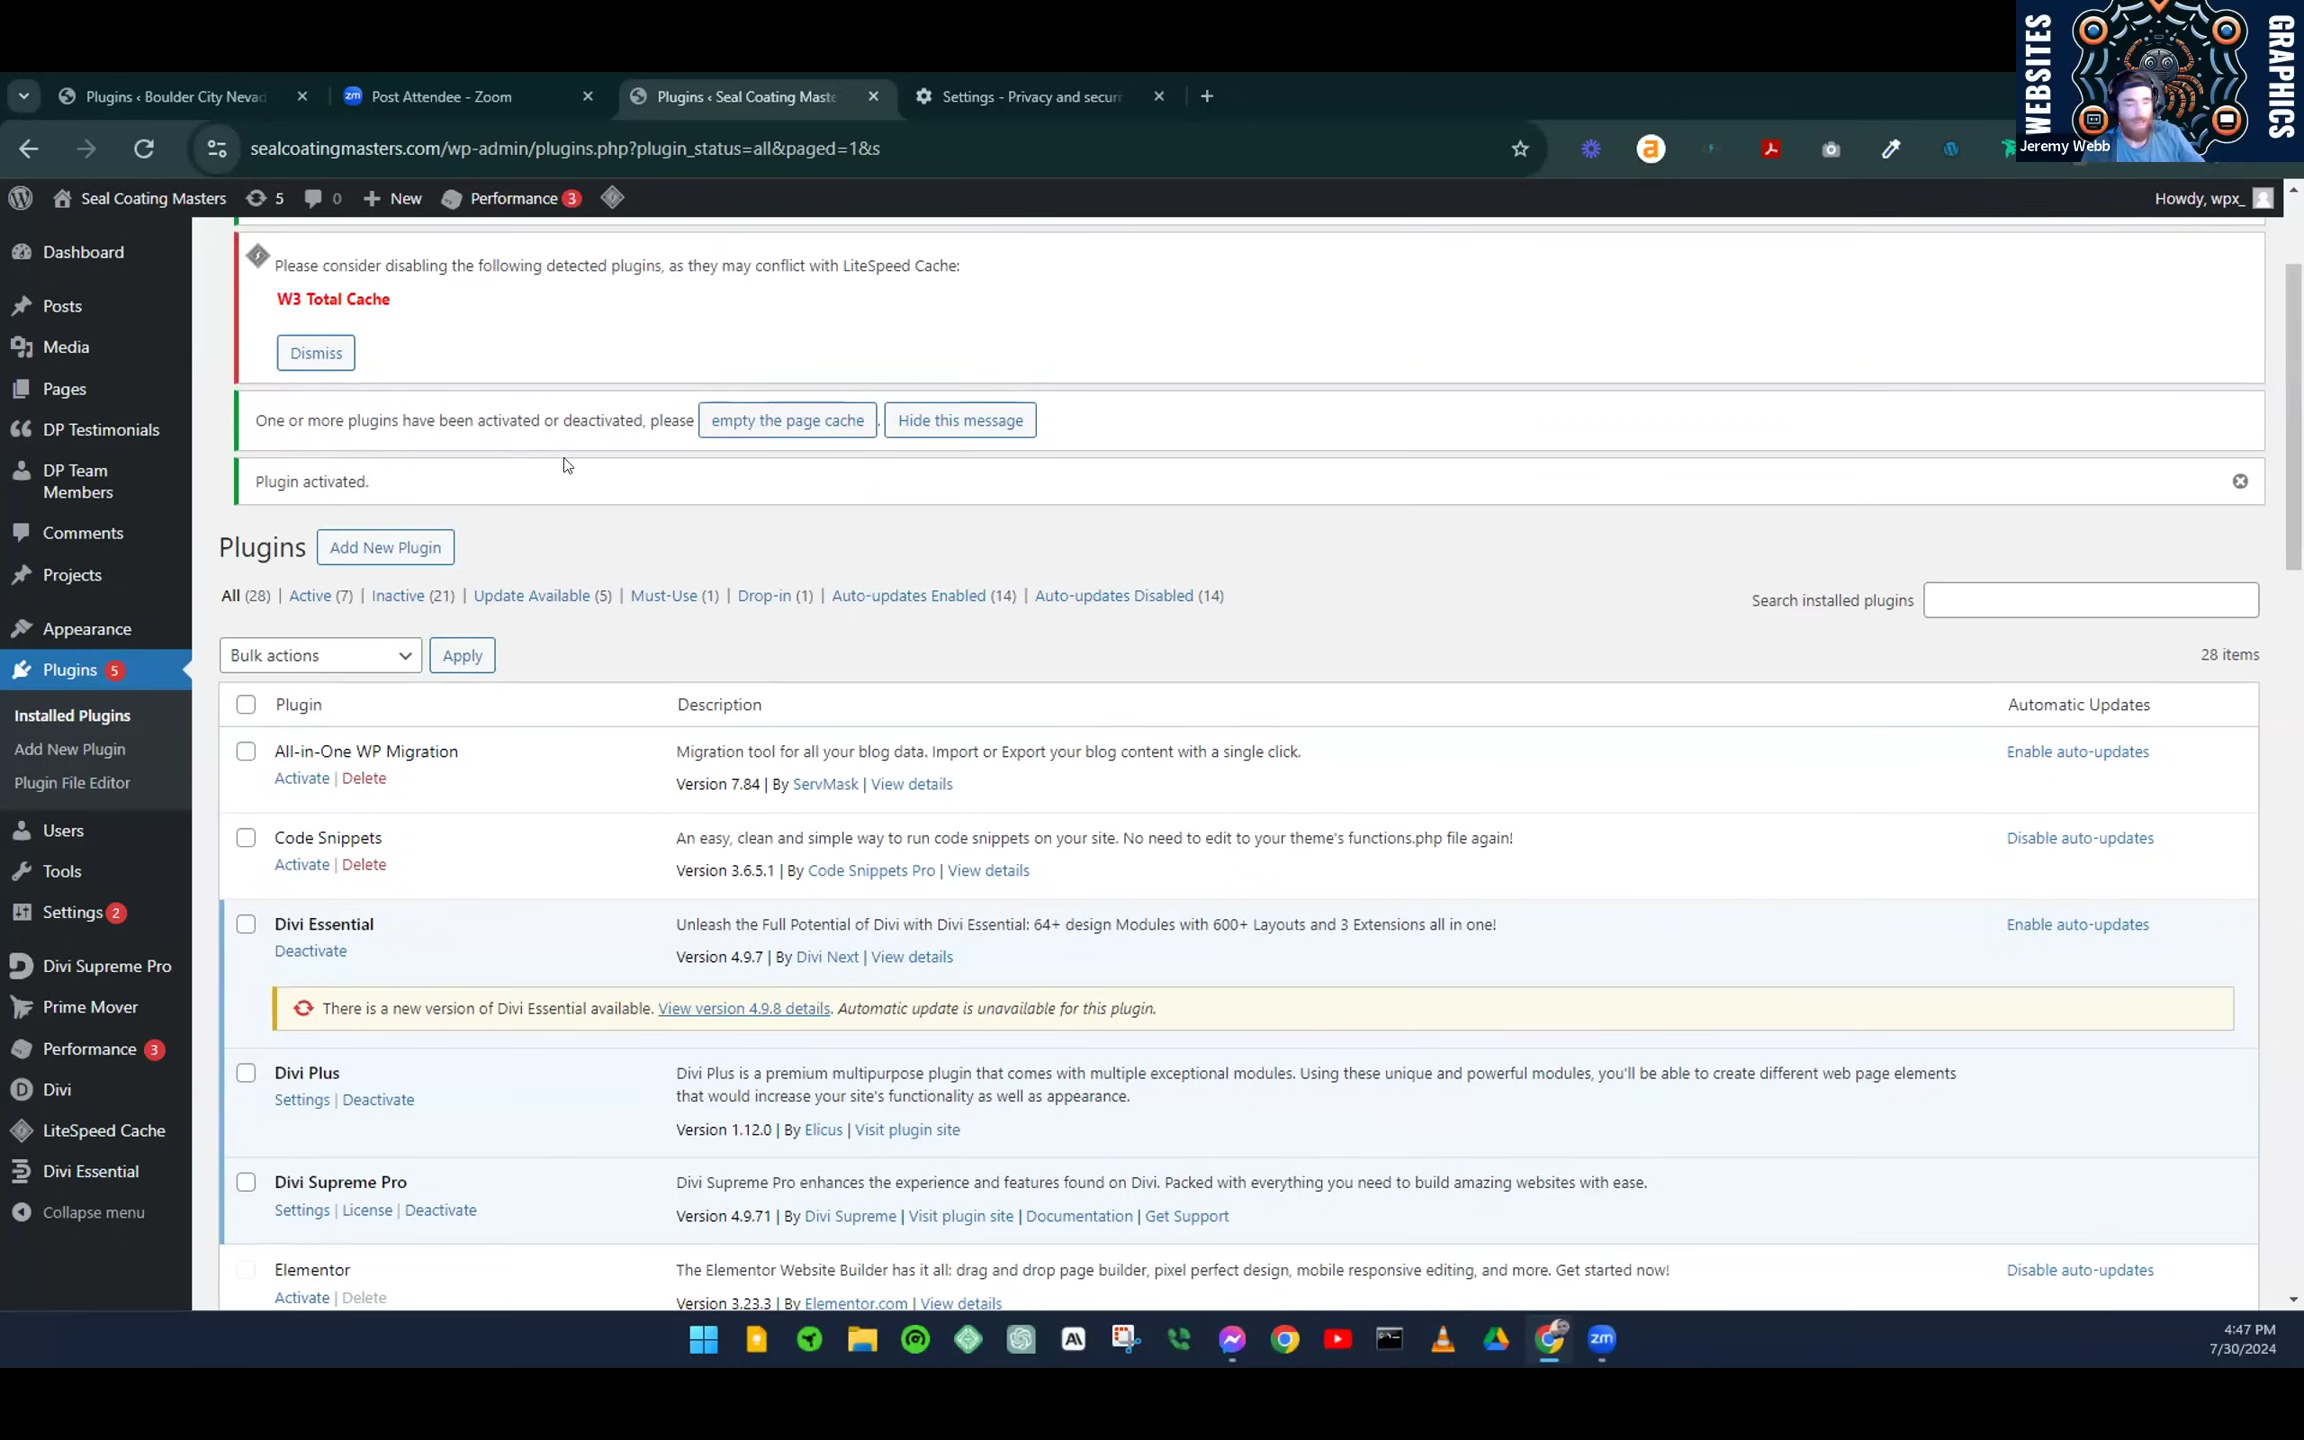 WEBSITES
GRAPHICS
Jeremy Webb
Plugins ‹ Boulder City Nevad
Post Attendee - Zoom
Plugins ‹ Seal Coating Maste
Settings - Privacy and securi
sealcoatingmasters.com/wp-admin/plugins.php?plugin_status=all&paged=1&s
Seal Coating Masters 5 0 New Performance 3
Howdy, wpx_
Dashboard
Posts
Media
Pages
DP Testimonials
DP Team
Members
Comments
Projects
Appearance
Plugins 5
Installed Plugins
Add New Plugin
Plugin File Editor
Users
Tools
Settings 2
Divi Supreme Pro
Prime Mover
Performance 3
Divi
LiteSpeed Cache
Divi Essential
Collapse menu
Please consider disabling the following detected plugins, as they may conflict with LiteSpeed Cache:
W3 Total Cache
Dismiss
One or more plugins have been activated or deactivated, please empty the page cache . Hide this message
Plugin activated.
Plugins Add New Plugin
All (28) | Active (7) | Inactive (21) | Update Available (5) | Must-Use (1) | Drop-in (1) | Auto-updates Enabled (14) | Auto-updates Disabled (14)
Search installed plugins
Bulk actions Apply
28 items
Plugin Description Automatic Updates
All-in-One WP Migration
Activate | Delete
Migration tool for all your blog data. Import or Export your blog content with a single click.
Version 7.84 | By ServMask | View details
Enable auto-updates
Code Snippets
Activate | Delete
An easy, clean and simple way to run code snippets on your site. No need to edit to your theme's functions.php file again!
Version 3.6.5.1 | By Code Snippets Pro | View details
Disable auto-updates
Divi Essential
Deactivate
Unleash the Full Potential of Divi with Divi Essential: 64+ design Modules with 600+ Layouts and 3 Extensions all in one!
Version 4.9.7 | By Divi Next | View details
Enable auto-updates
There is a new version of Divi Essential available. View version 4.9.8 details. Automatic update is unavailable for this plugin.
Divi Plus
Settings | Deactivate
Divi Plus is a premium multipurpose plugin that comes with multiple exceptional modules. Using these unique and powerful modules, you'll be able to create different web page elements
that would increase your site's functionality as well as appearance.
Version 1.12.0 | By Elicus | Visit plugin site
Divi Supreme Pro
Settings | License | Deactivate
Divi Supreme Pro enhances the experience and features found on Divi. Packed with everything you need to build amazing websites with ease.
Version 4.9.71 | By Divi Supreme | Visit plugin site | Documentation | Get Support
Elementor
Activate | Delete
The Elementor Website Builder has it all: drag and drop page builder, pixel perfect design, mobile responsive editing, and more. Get started now!
Version 3.23.3 | By Elementor.com | View details
Disable auto-updates
4:47 PM
7/30/2024